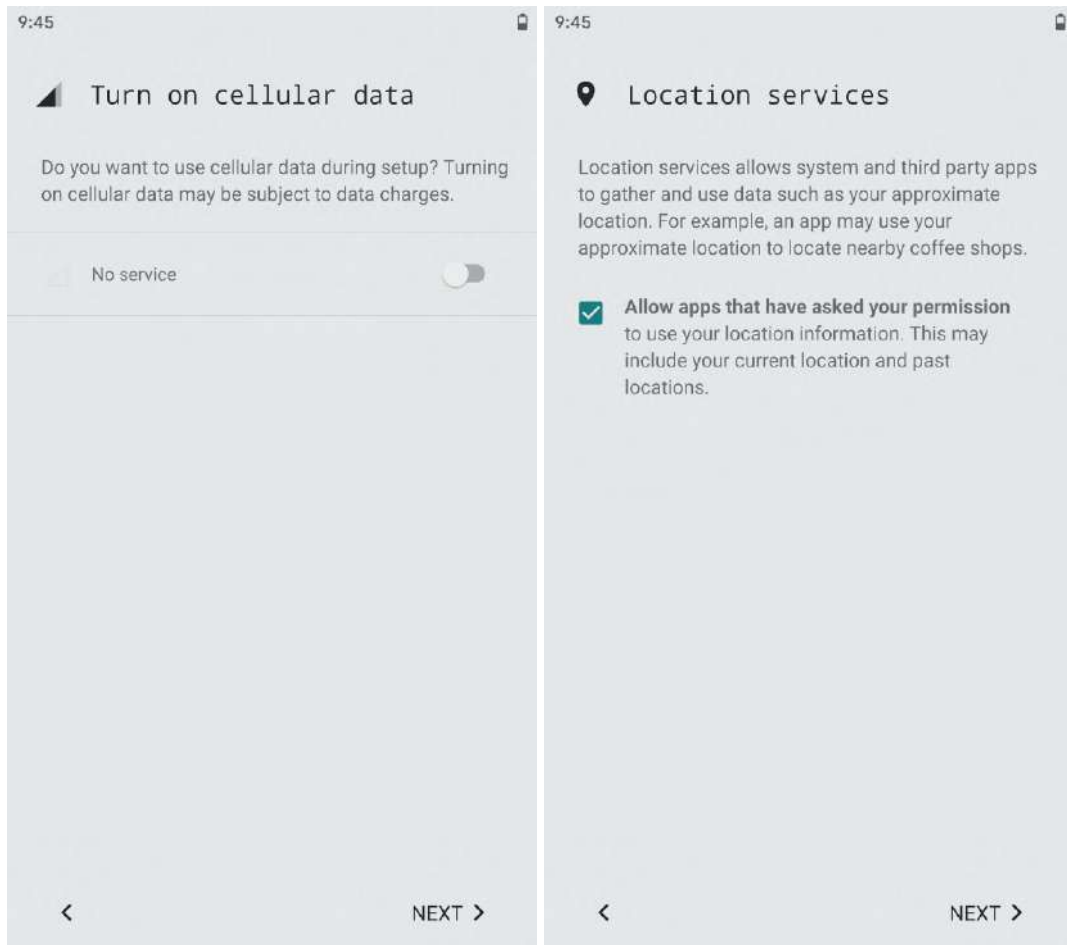 9:45
Turn on cellular data
Do you want to use cellular data during setup? Turning
on cellular data may be subject to data charges.
No service
NEXT
9:45
Location services
Location services allows system and third party apps
to gather and use data such as your approximate
location. For example, an app may use your
approximate location to locate nearby coffee shops.
Allow apps that have asked your permission
to use your location information. This may
include your current location and past
locations.
NEXT